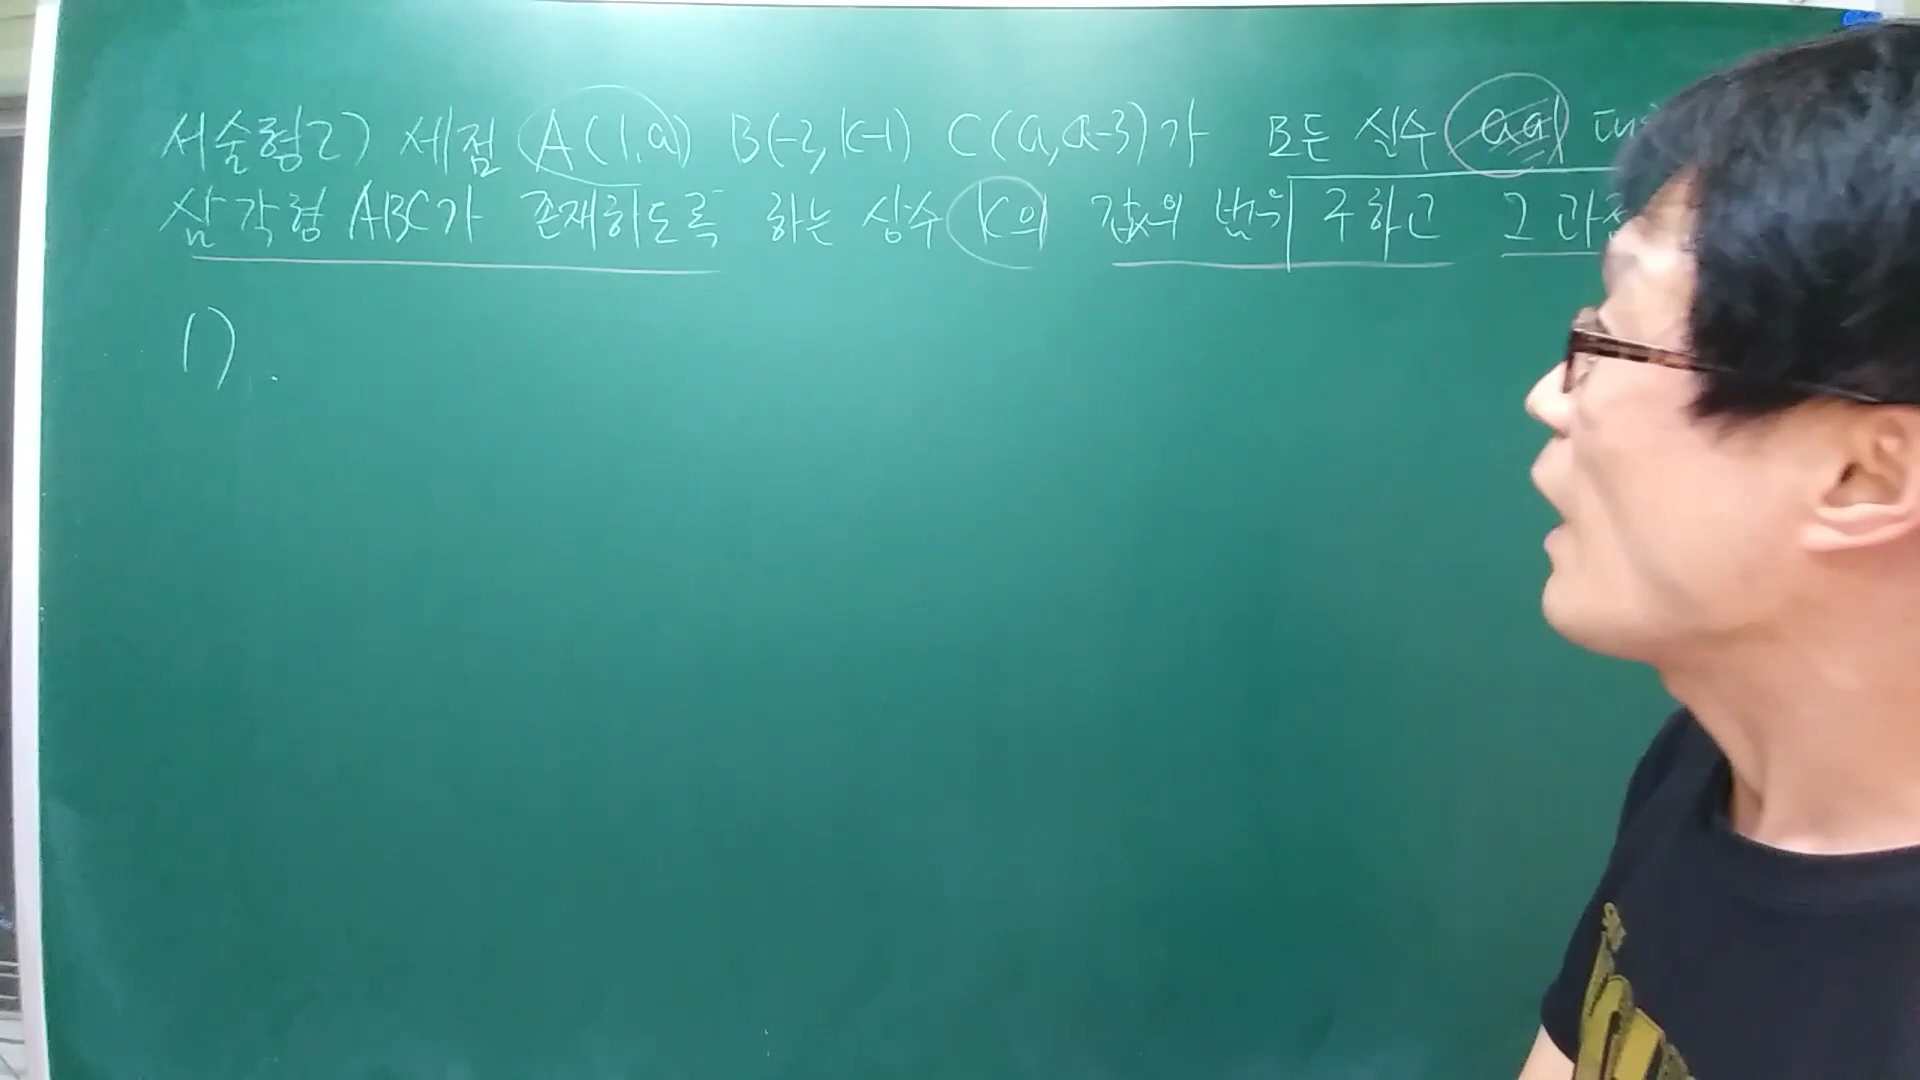 서술형2) 세점 A(1,a) B(-2,k-1) C(a,a-3)가 모든 실수 a에 대
삼각형 ABC가 존재하도록 하는 상수 k의 값의 범위 구하고 그 과정
1).